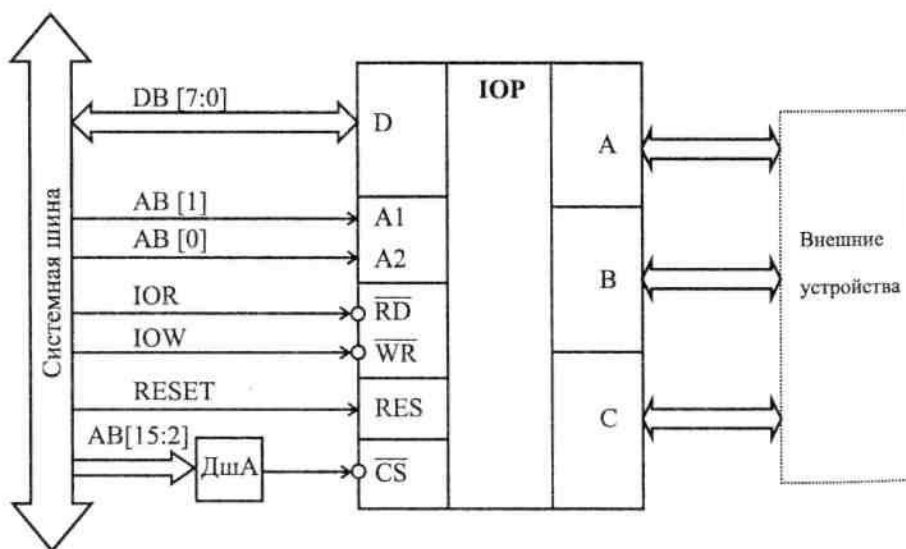 Системная шина
DB [7:0]
AB [1]
AB [0]
IOR
IOW
RESET
AB[15:2]
ДшА
D
A1
A2
RD
WR
RES
CS
IOP
A
B
C
Внешние
устройства